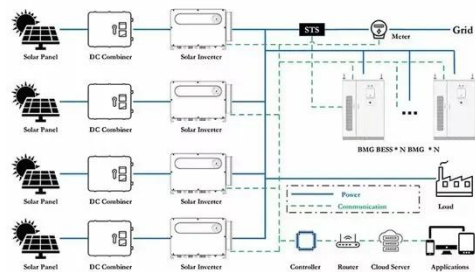 STS
Meter
Grid
Solar Panel DC Combiner Solar Inverter
Solar Panel DC Combiner Solar Inverter
BMG BESS * N BMG * N
Solar Panel DC Combiner Solar Inverter
Power
Communication
Load
Solar Panel DC Combiner Solar Inverter
Controller Router Cloud Server Applications